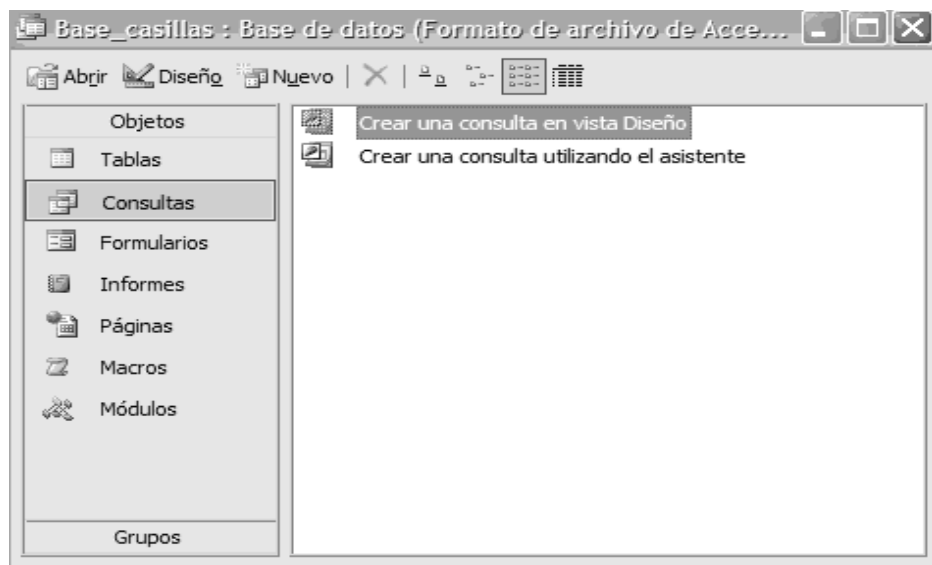 Base_casillas : Base de datos (Formato de archivo de Acce...
Abrir Diseño Nuevo
Objetos
Tablas
Consultas
Formularios
Informes
Páginas
Macros
Módulos
Grupos
Crear una consulta en vista Diseño
Crear una consulta utilizando el asistente